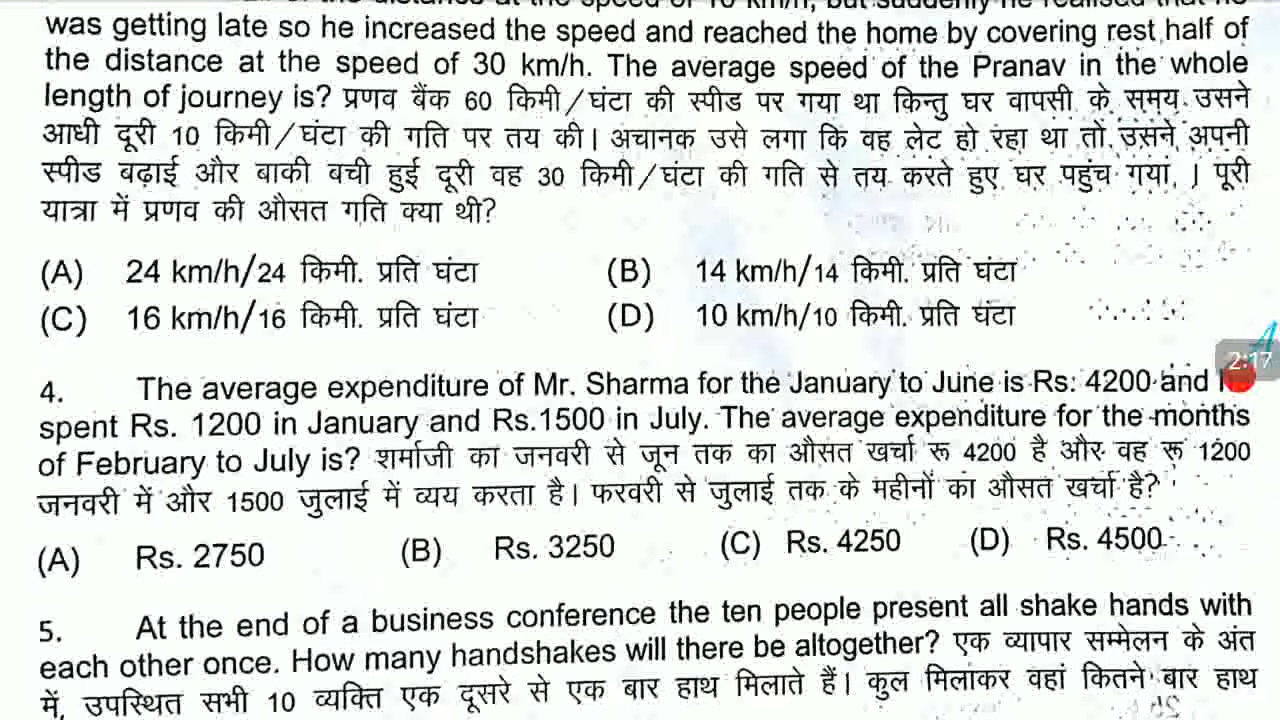 was getting late so he increased the speed and reached the home by covering rest half of
the distance at the speed of 30 km/h. The average speed of the Pranav in the whole
length of journey is? प्रणव बैंक 60 किमी/घंटा की स्पीड पर गया था किन्तु घर वापसी के समय उसने
आधी दूरी 10 किमी/घंटा की गति पर तय की। अचानक उसे लगा कि वह लेट हो रहा था तो उसने अपनी
स्पीड बढ़ाई और बाकी बची हुई दूरी वह 30 किमी/घंटा की गति से तय करते हुए घर पहुंच गया। पूरी
यात्रा में प्रणव की औसत गति क्या थी?
(A) 24 km/h/24 किमी. प्रति घंटा (B) 14 km/h/14 किमी. प्रति घंटा
(C) 16 km/h/16 किमी. प्रति घंटा (D) 10 km/h/10 किमी. प्रति घंटा
2:17
4. The average expenditure of Mr. Sharma for the January to June is Rs. 4200 and
spent Rs. 1200 in January and Rs.1500 in July. The average expenditure for the months
of February to July is? शर्माजी का जनवरी से जून तक का औसत खर्चा रू 4200 है और वह रू 1200
जनवरी में और 1500 जुलाई में व्यय करता है। फरवरी से जुलाई तक के महीनों का औसत खर्चा है?
(A) Rs. 2750 (B) Rs. 3250 (C) Rs. 4250 (D) Rs. 4500
5. At the end of a business conference the ten people present all shake hands with
each other once. How many handshakes will there be altogether? एक व्यापार सम्मेलन के अंत
में, उपस्थित सभी 10 व्यक्ति एक दूसरे से एक बार हाथ मिलाते हैं। कुल मिलाकर वहां कितने बार हाथ